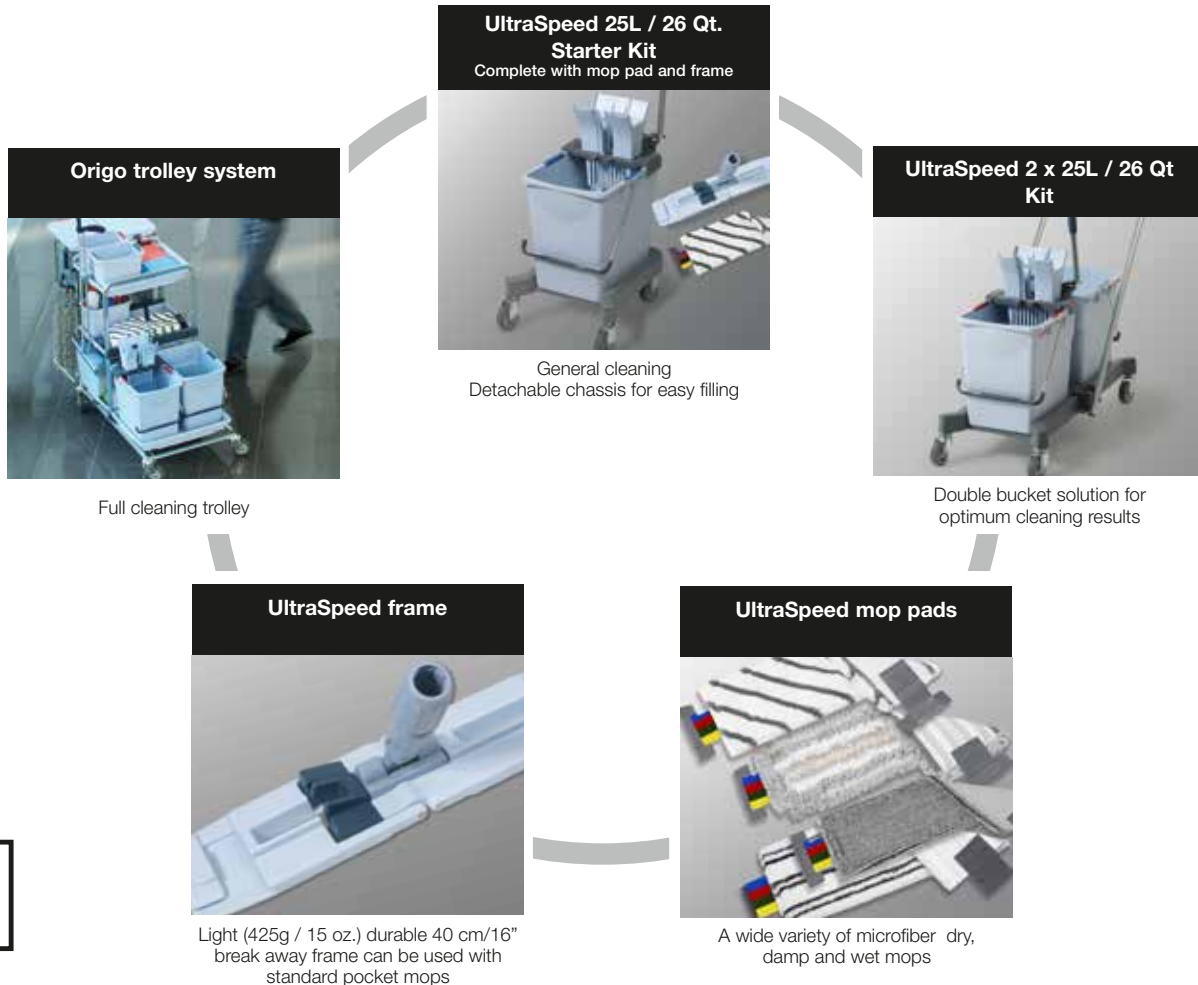 UltraSpeed 25L / 26 Qt.
Starter Kit
Complete with mop pad and frame
General cleaning
Detachable chassis for easy filling
Origo trolley system
Full cleaning trolley
UltraSpeed 2 x 25L / 26 Qt
Kit
Double bucket solution for
optimum cleaning results
UltraSpeed frame
Light (425g / 15 oz.) durable 40 cm/16”
break away frame can be used with
standard pocket mops
UltraSpeed mop pads
A wide variety of microfiber dry,
damp and wet mops